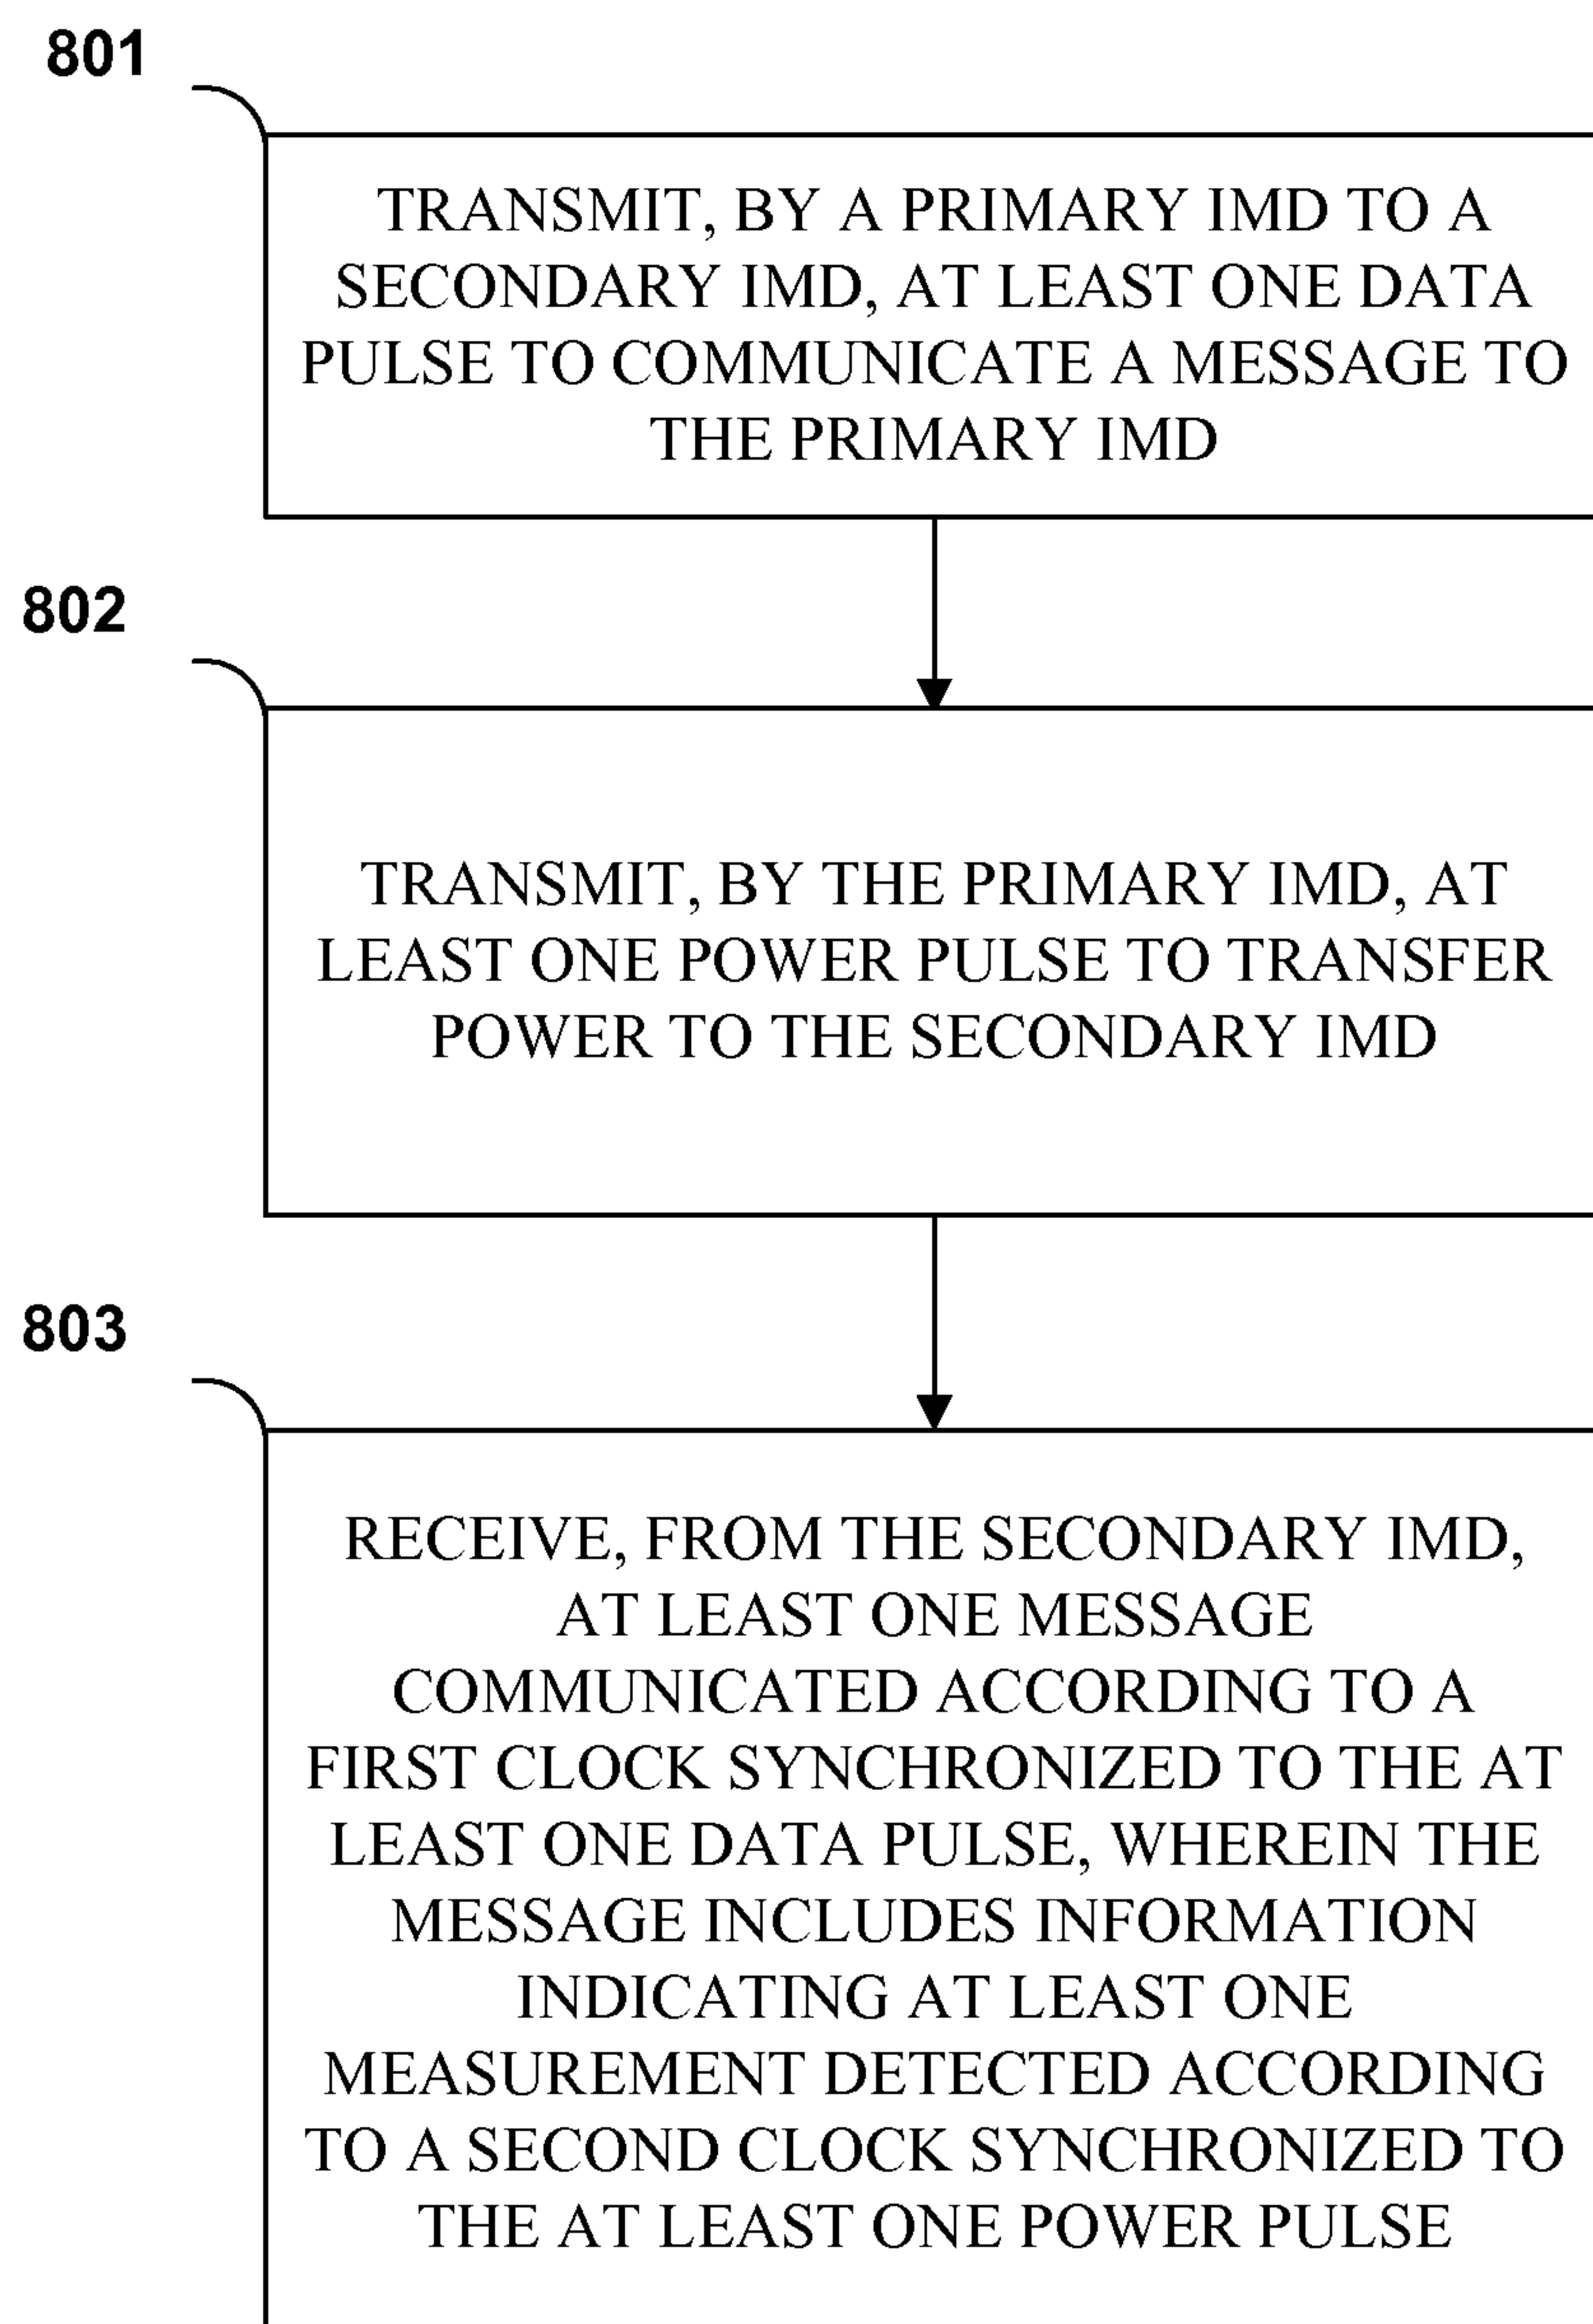 801
TRANSMIT, BY A PRIMARY IMD TO A
SECONDARY IMD, AT LEAST ONE DATA
PULSE TO COMMUNICATE A MESSAGE TO
THE PRIMARY IMD
802
TRANSMIT, BY THE PRIMARY IMD, AT
LEAST ONE POWER PULSE TO TRANSFER
POWER TO THE SECONDARY IMD
803
RECEIVE, FROM THE SECONDARY IMD,
AT LEAST ONE MESSAGE
COMMUNICATED ACCORDING TO A
FIRST CLOCK SYNCHRONIZED TO THE AT
LEAST ONE DATA PULSE, WHEREIN THE
MESSAGE INCLUDES INFORMATION
INDICATING AT LEAST ONE
MEASUREMENT DETECTED ACCORDING
TO A SECOND CLOCK SYNCHRONIZED TO
THE AT LEAST ONE POWER PULSE